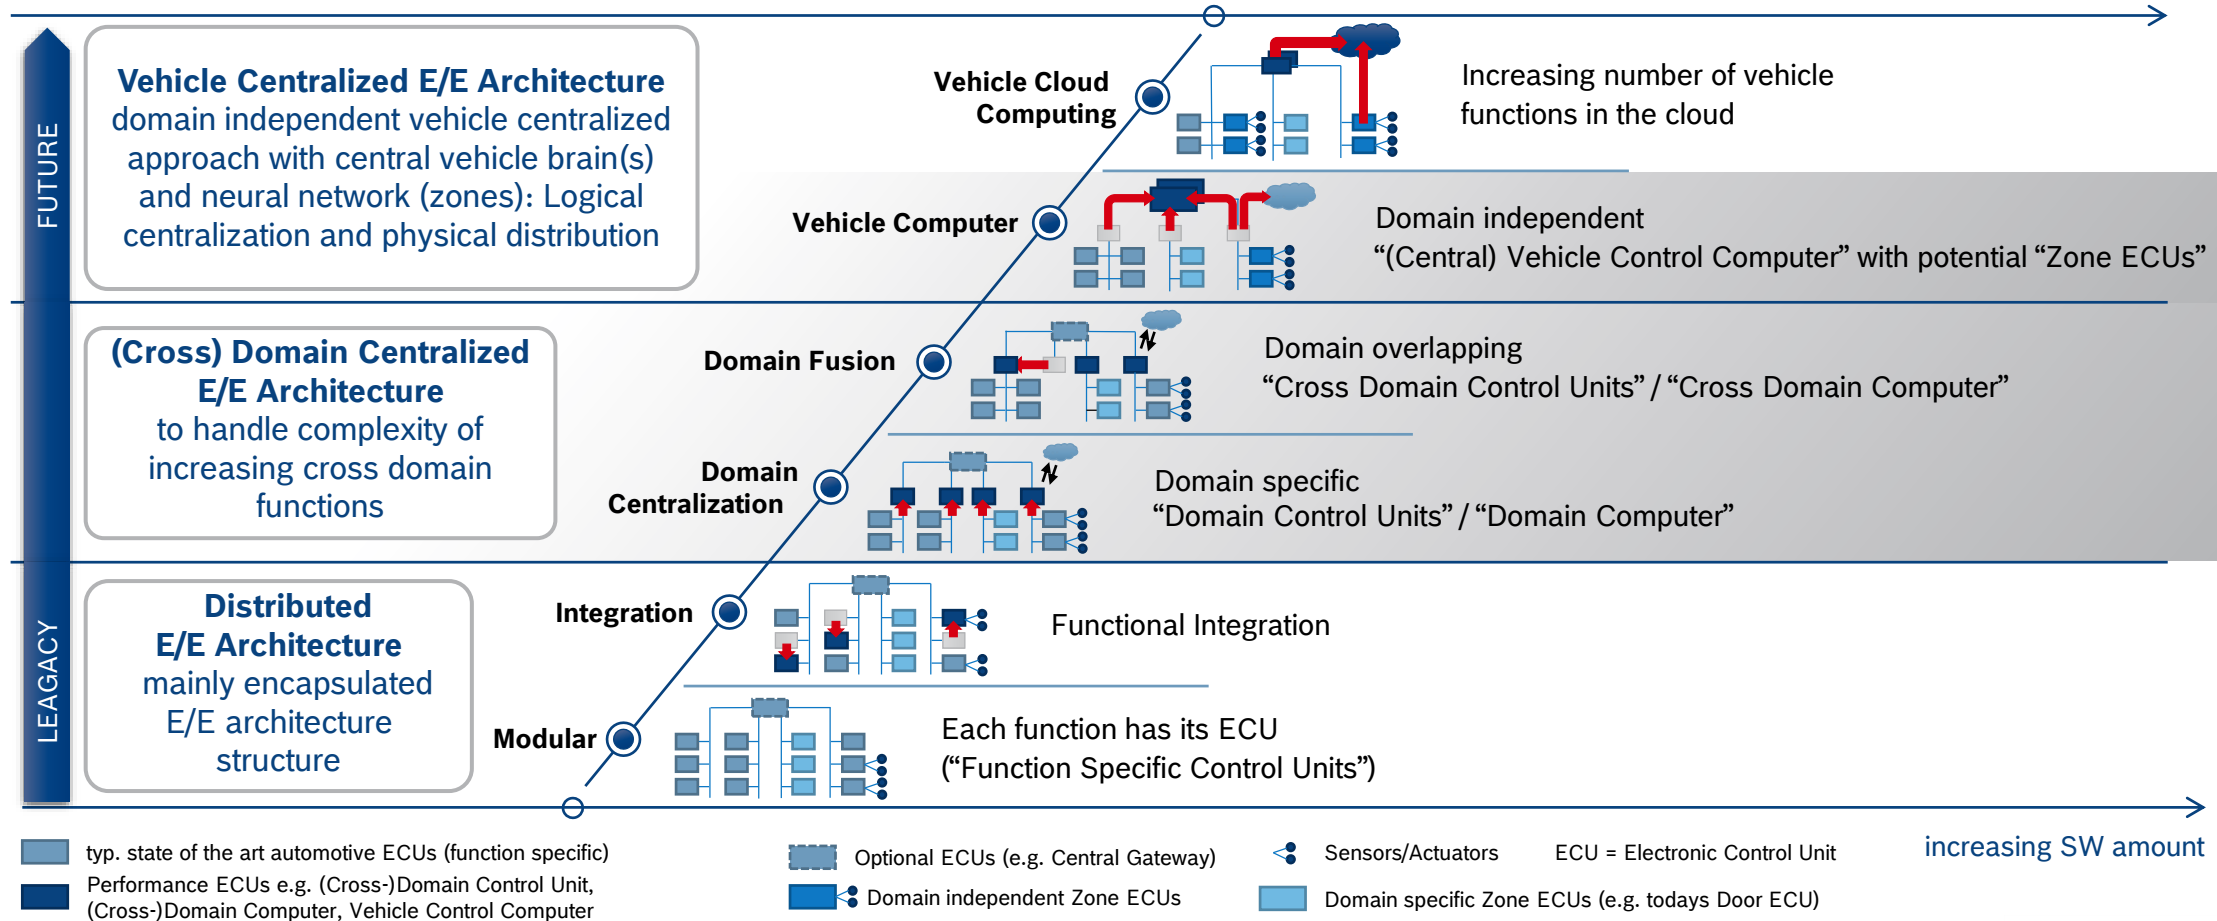 FUTURE
LEAGACY
Vehicle Centralized E/E Architecture
domain independent vehicle centralized
approach with central vehicle brain(s)
and neural network (zones): Logical
centralization and physical distribution
Vehicle Cloud
Computing
Increasing number of vehicle
functions in the cloud
Vehicle Computer
Domain independent
“(Central) Vehicle Control Computer” with potential “Zone ECUs”
(Cross) Domain Centralized
E/E Architecture
to handle complexity of
increasing cross domain
functions
Domain Fusion
Domain overlapping
“Cross Domain Control Units” / “Cross Domain Computer”
Domain
Centralization
Domain specific
“Domain Control Units” / “Domain Computer”
Distributed
E/E Architecture
mainly encapsulated
E/E architecture
structure
Integration
Functional Integration
Modular
Each function has its ECU
(“Function Specific Control Units”)
increasing SW amount
typ. state of the art automotive ECUs (function specific)
Performance ECUs e.g. (Cross-)Domain Control Unit,
(Cross-)Domain Computer, Vehicle Control Computer
Optional ECUs (e.g. Central Gateway)
Domain independent Zone ECUs
Sensors/Actuators
ECU = Electronic Control Unit
Domain specific Zone ECUs (e.g. todays Door ECU)